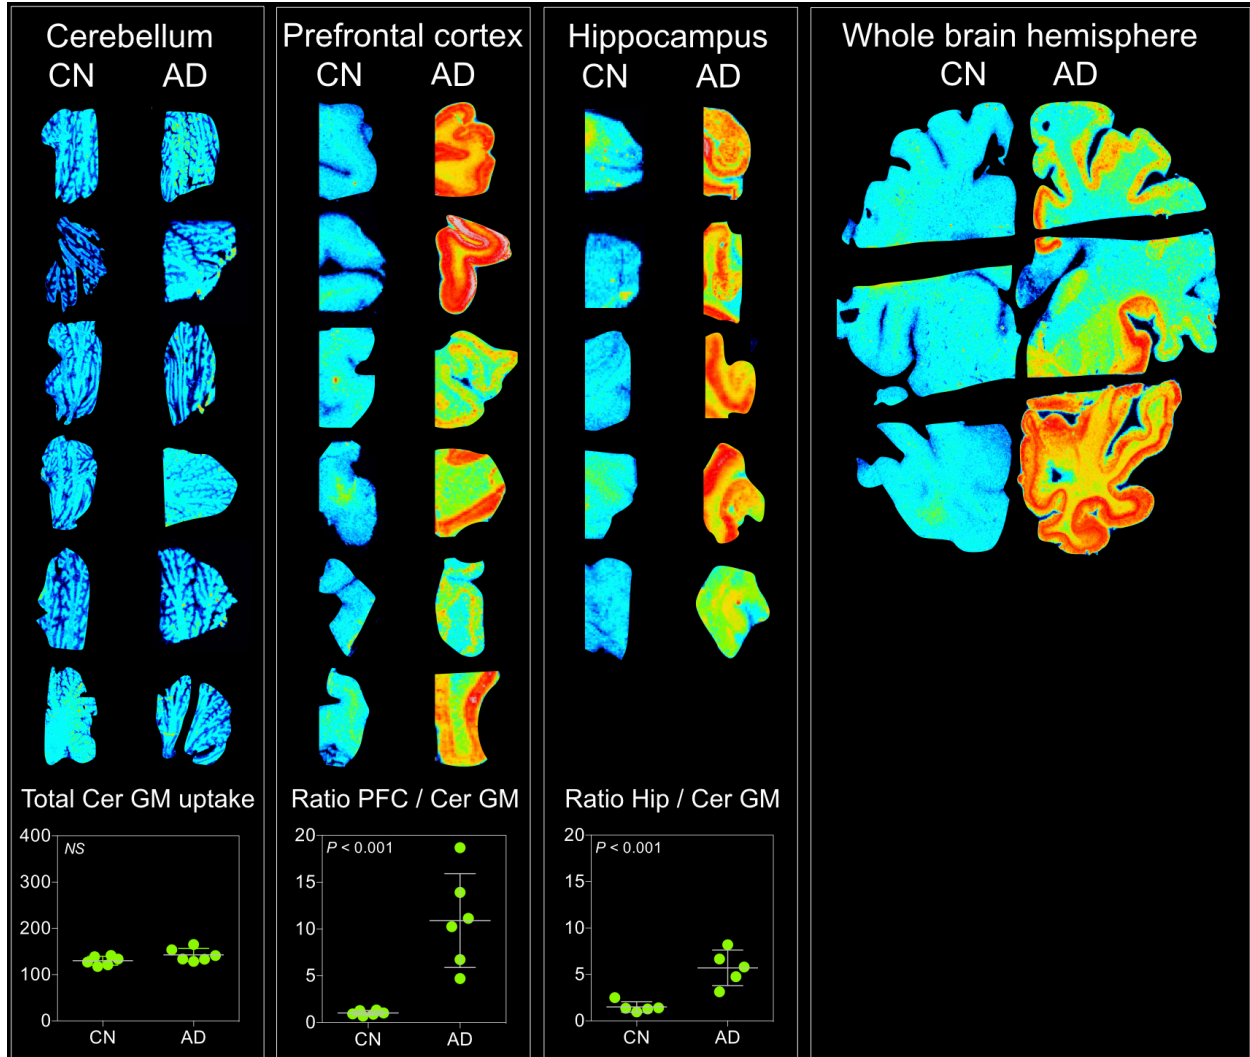 Cerebellum
CN AD
Prefrontal cortex
CN AD
Hippocampus
CN AD
Whole brain hemisphere
CN AD
Total Cer GM uptake
400
300
200
100
0
NS
CN AD
Ratio PFC / Cer GM
20
15
10
5
0
P < 0.001
CN AD
Ratio Hip / Cer GM
20
15
10
5
0
P < 0.001
CN AD